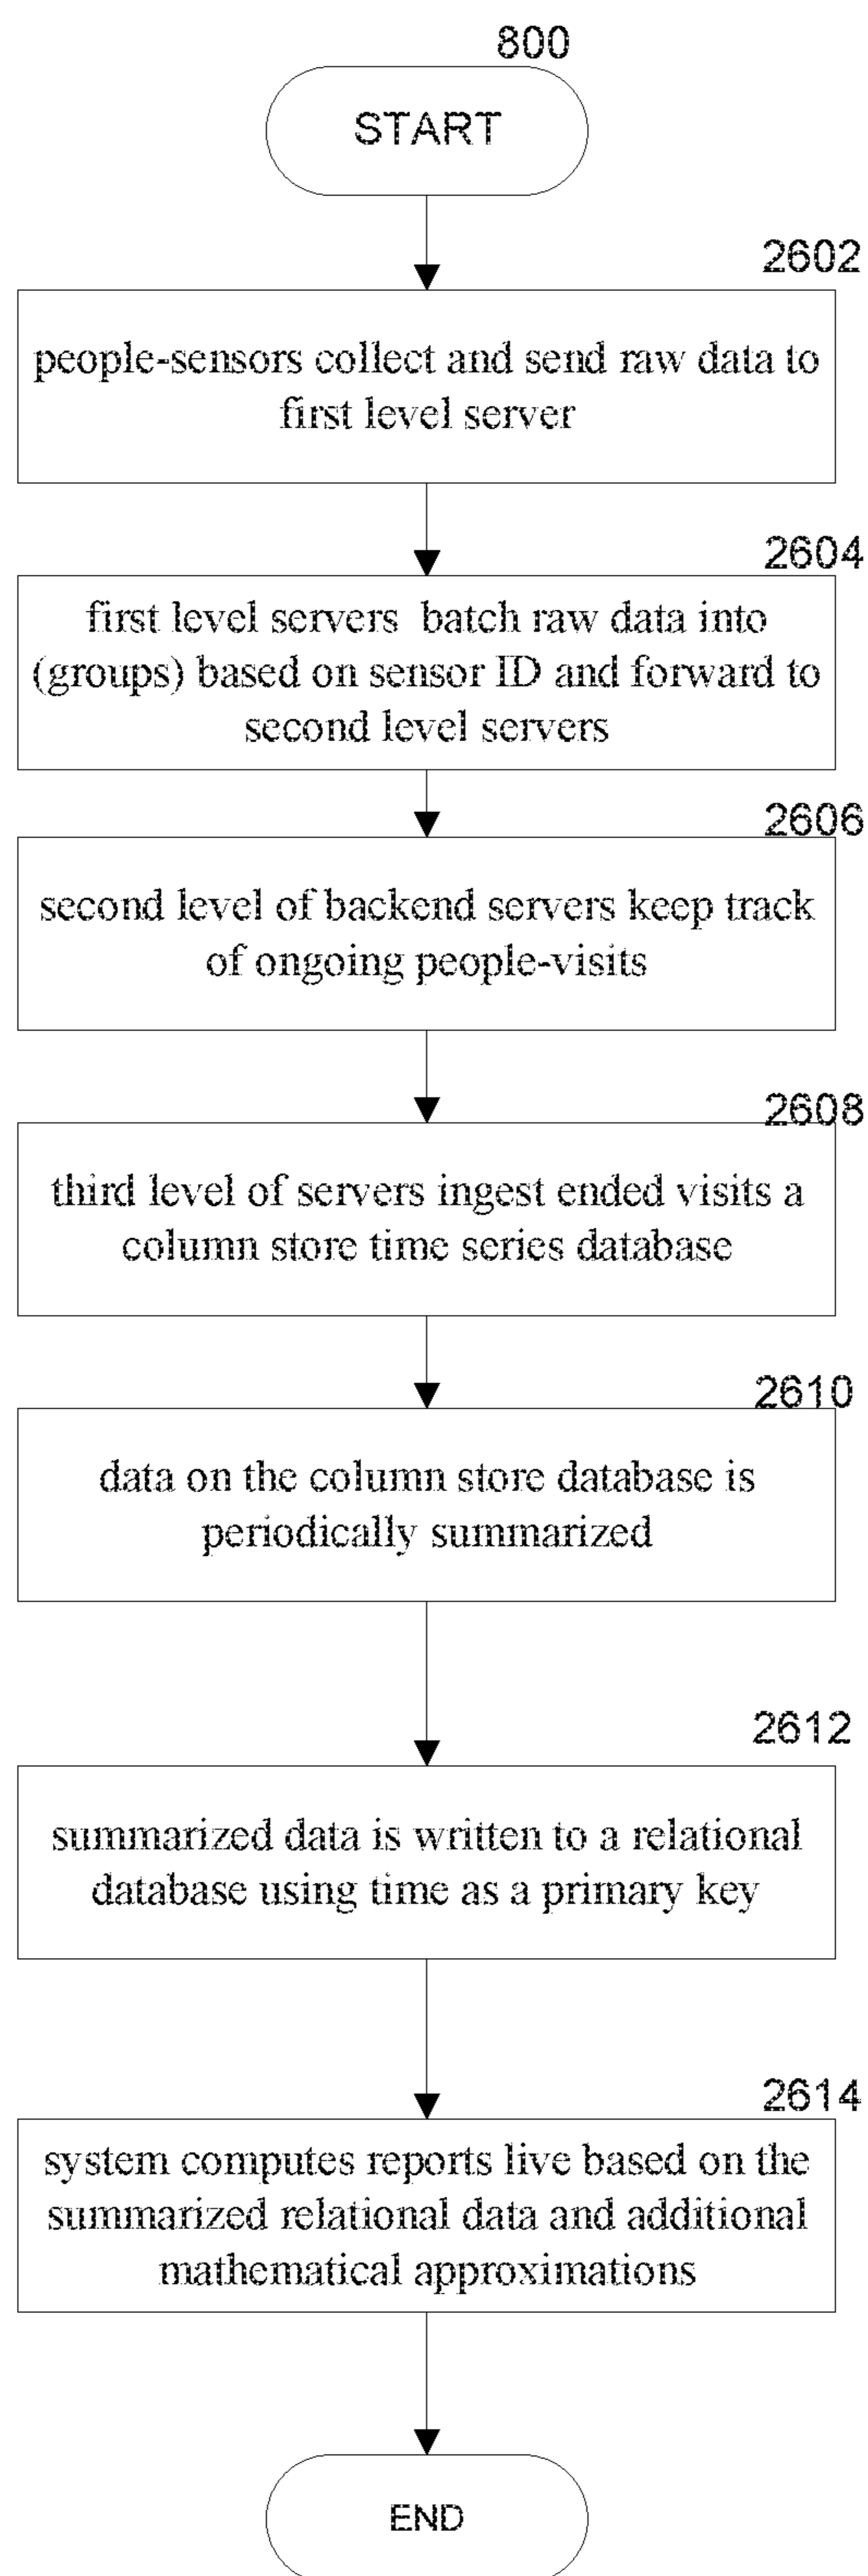 800
START
2602
people-sensors collect and send raw data to
first level server
2604
first level servers batch raw data into
(groups) based on sensor ID and forward to
second level servers
2606
second level of backend servers keep track
of ongoing people-visits
2608
third level of servers ingest ended visits a
column store time series database
2610
data on the column store database is
periodically summarized
2612
summarized data is written to a relational
database using time as a primary key
2614
system computes reports live based on the
summarized relational data and additional
mathematical approximations
END